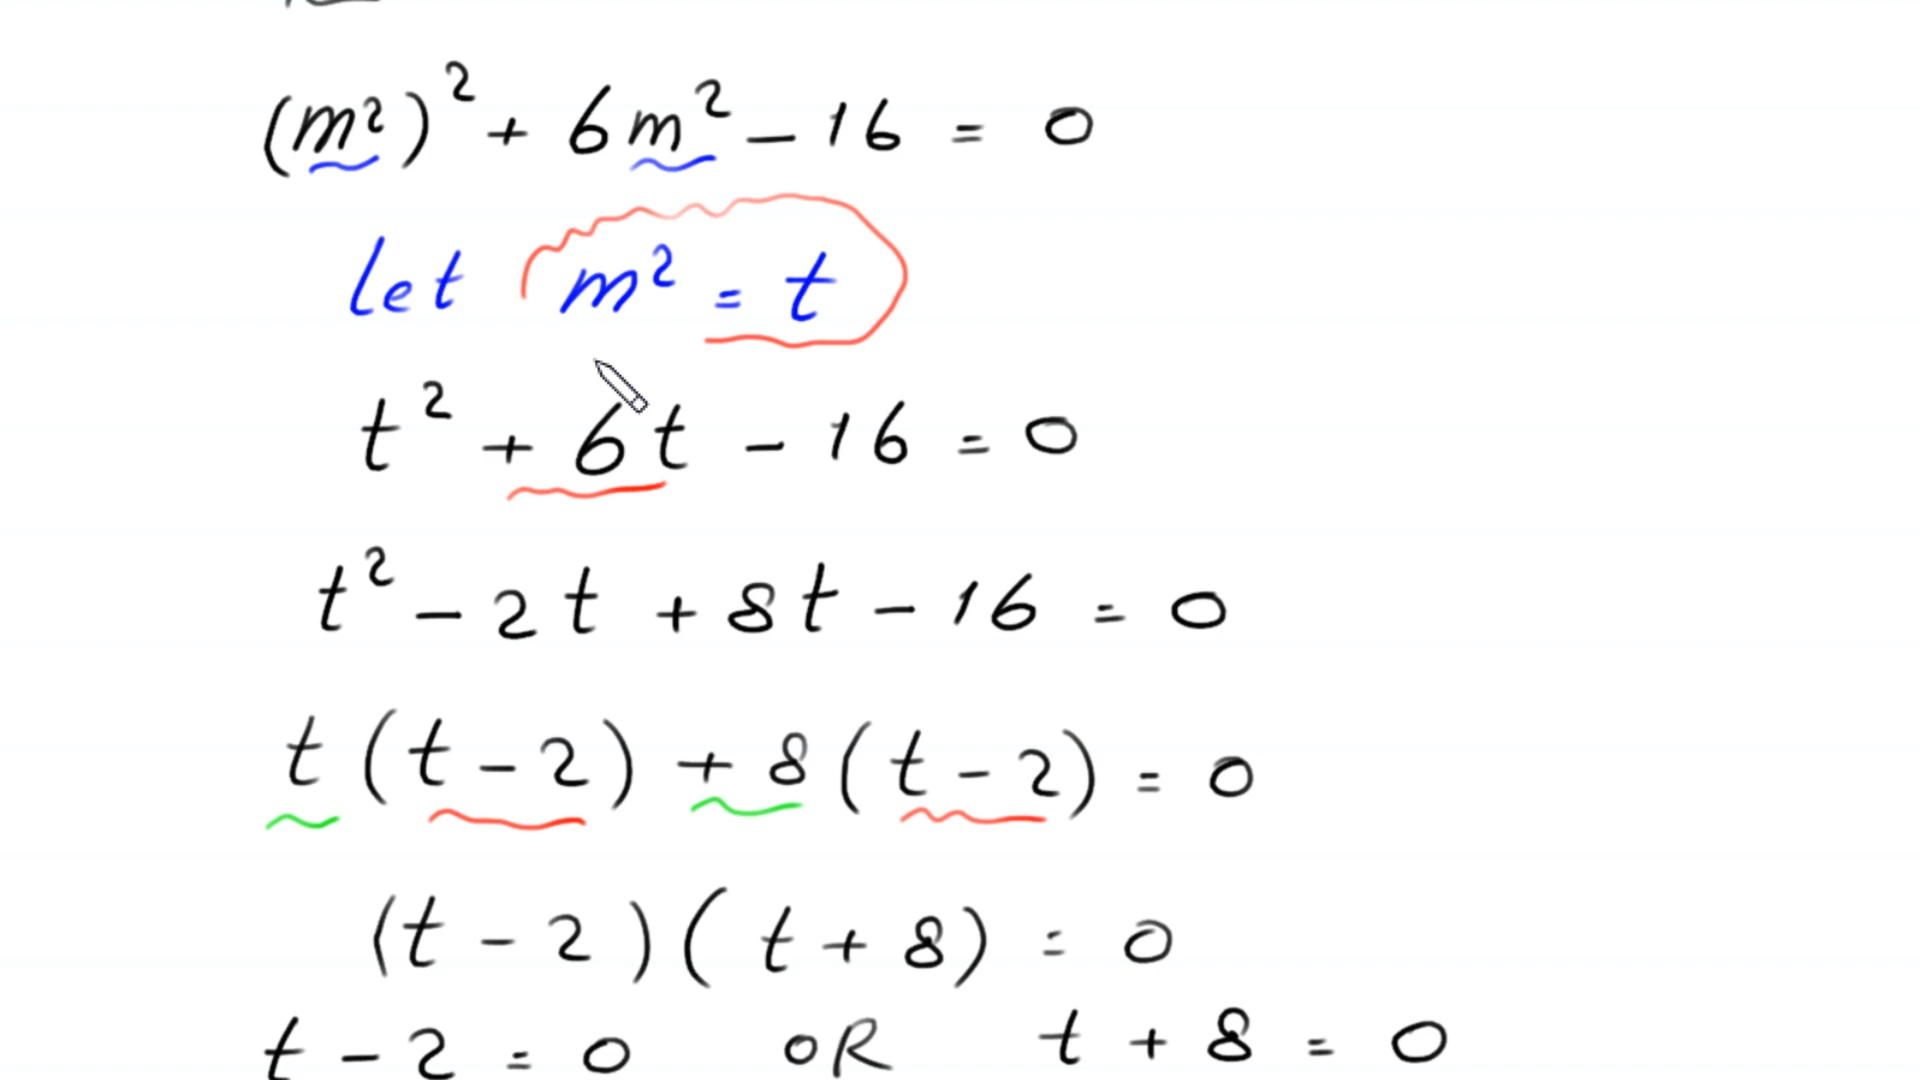 (m²)² + 6m² - 16 = 0
let m² = t
t² + 6t - 16 = 0
t² - 2t + 8t - 16 = 0
t(t - 2) + 8(t - 2) = 0
(t - 2)(t + 8) = 0
t - 2 = 0 OR t + 8 = 0